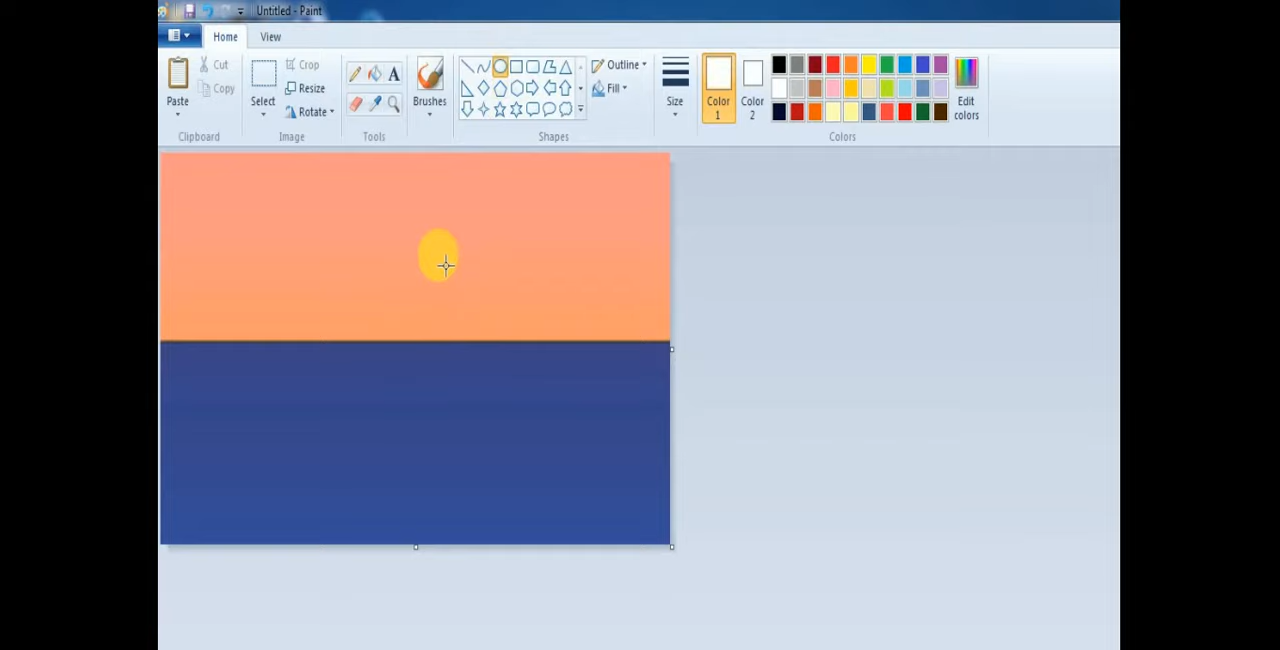 Untitled - Paint
Home View
Cut
Copy
Paste
Clipboard
Select
Crop
Resize
Rotate
Image
A
Tools
Brushes
Outline
Fill
Shapes
Size
Color 1
Color 2
Edit colors
Colors